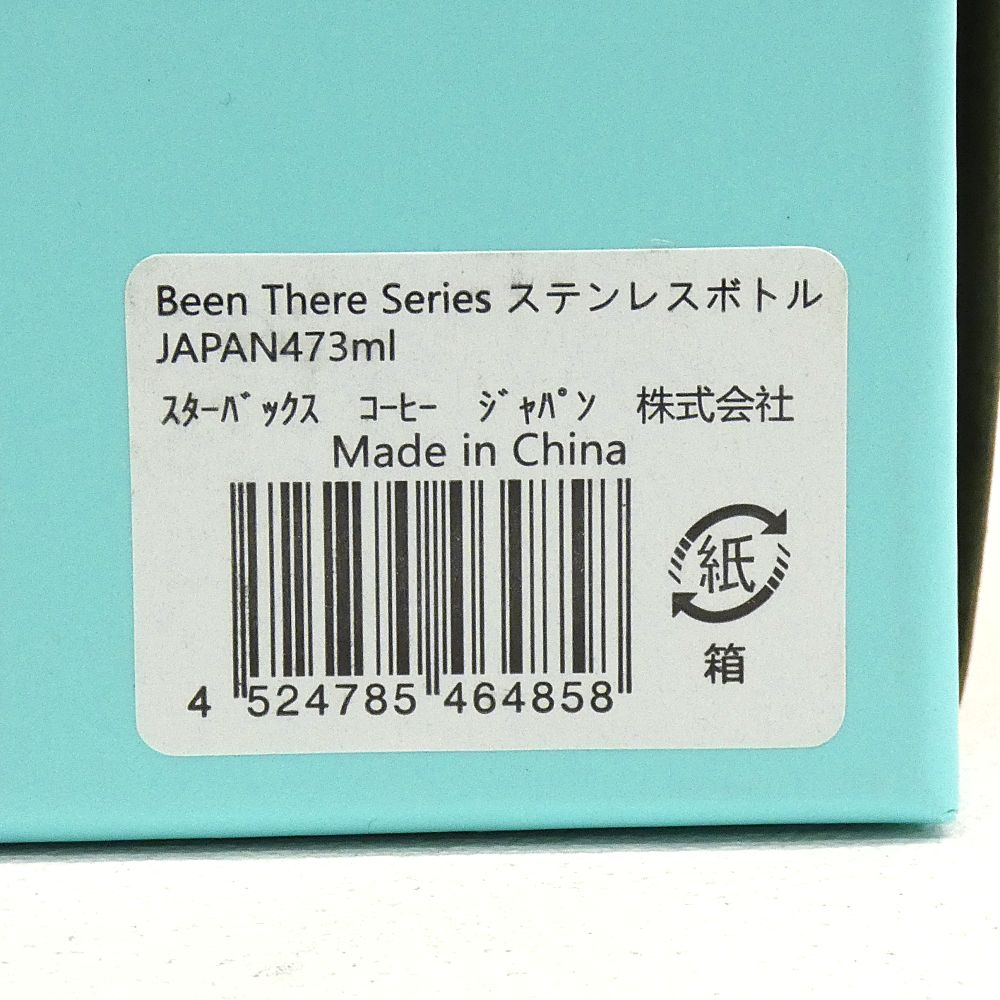 Been There Series ステンレスボトル
JAPAN473ml
ｽﾀｰﾊﾞｯｸｽ　ｺｰﾋｰ　ｼﾞｬﾊﾟﾝ　株式会社
Made in China
紙
箱
4 524785 464858